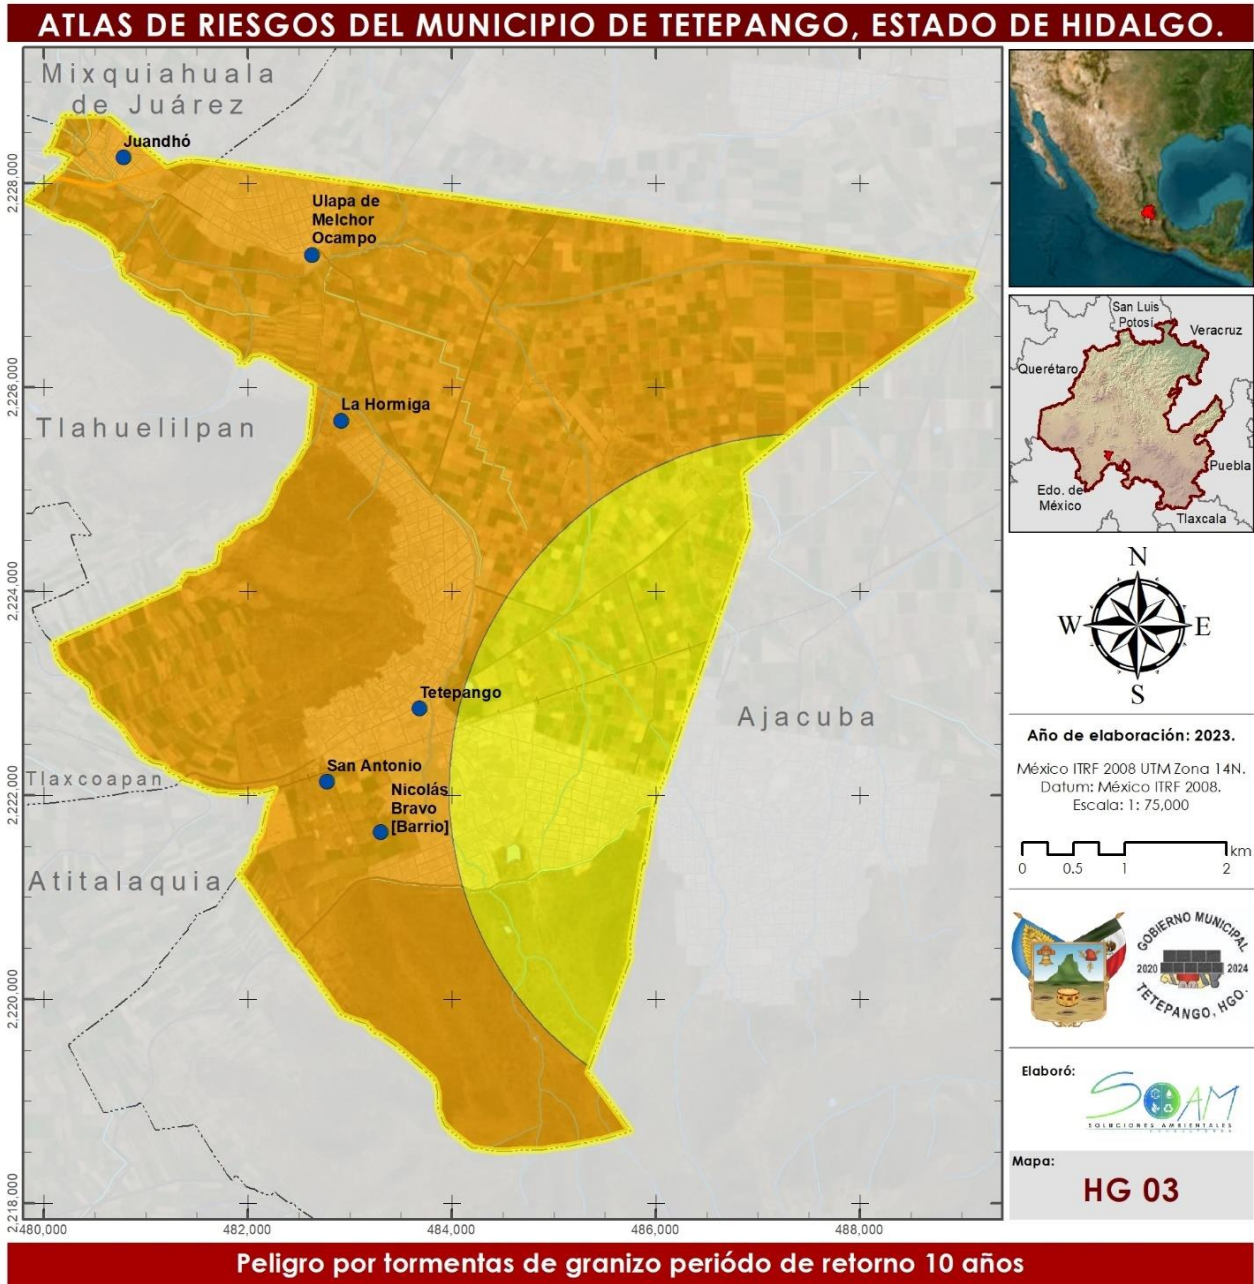 ATLAS DE RIESGOS DEL MUNICIPIO DE TETEPANGO, ESTADO DE HIDALGO.
Mixquiahuala
de Juárez
Juandhó
Ulapa de
Melchor
Ocampo
La Hormiga
Tlahuelilpan
Tetepango
Ajacuba
San Antonio
Tlaxcoapan
Nicolás
Bravo
[Barrio]
Atitalaquia
2,228,000
2,226,000
2,224,000
2,222,000
2,220,000
2,218,000
480,000
482,000
484,000
486,000
488,000
San Luis
Potosí
Veracruz
Querétaro
Puebla
Edo. de
México
Tlaxcala
N
W
E
S
Año de elaboración: 2023.
México ITRF 2008 UTM Zona 14N.
Datum: México ITRF 2008.
Escala: 1: 75,000
km
0 0.5 1 2
GOBIERNO MUNICIPAL
2020 2024
TETEPANGO, HGO.
Elaboró:
SOAM
SOLUCIONES AMBIENTALES
Mapa:
HG 03
Peligro por tormentas de granizo periódo de retorno 10 años